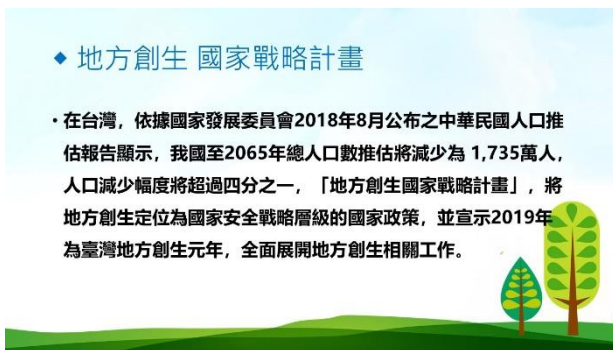 ◆ 地方創生 國家戰略計畫
• 在台灣，依據國家發展委員會2018年8月公布之中華民國人口推
估報告顯示，我國至2065年總人口數推估將減少為 1,735萬人，
人口減少幅度將超過四分之一，「地方創生國家戰略計畫」，將
地方創生定位為國家安全戰略層級的國家政策，並宣示2019年
為臺灣地方創生元年，全面展開地方創生相關工作。